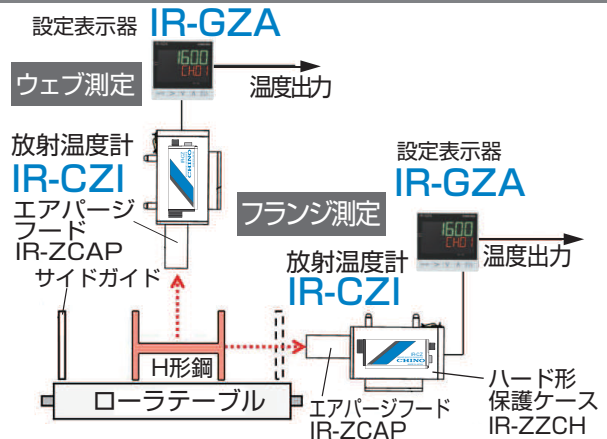 設定表示器 IR-GZA
1600
CH01
ウェブ測定
温度出力
放射温度計
IR-CZI
CHINO
エアパージ
フード
IR-ZCAP
サイドガイド
設定表示器
IR-GZA
1600
CH01
フランジ測定
温度出力
放射温度計
IR-CZI
CHINO
H形鋼
ローラテーブル
エアパージフード
IR-ZCAP
ハード形
保護ケース
IR-ZZCH